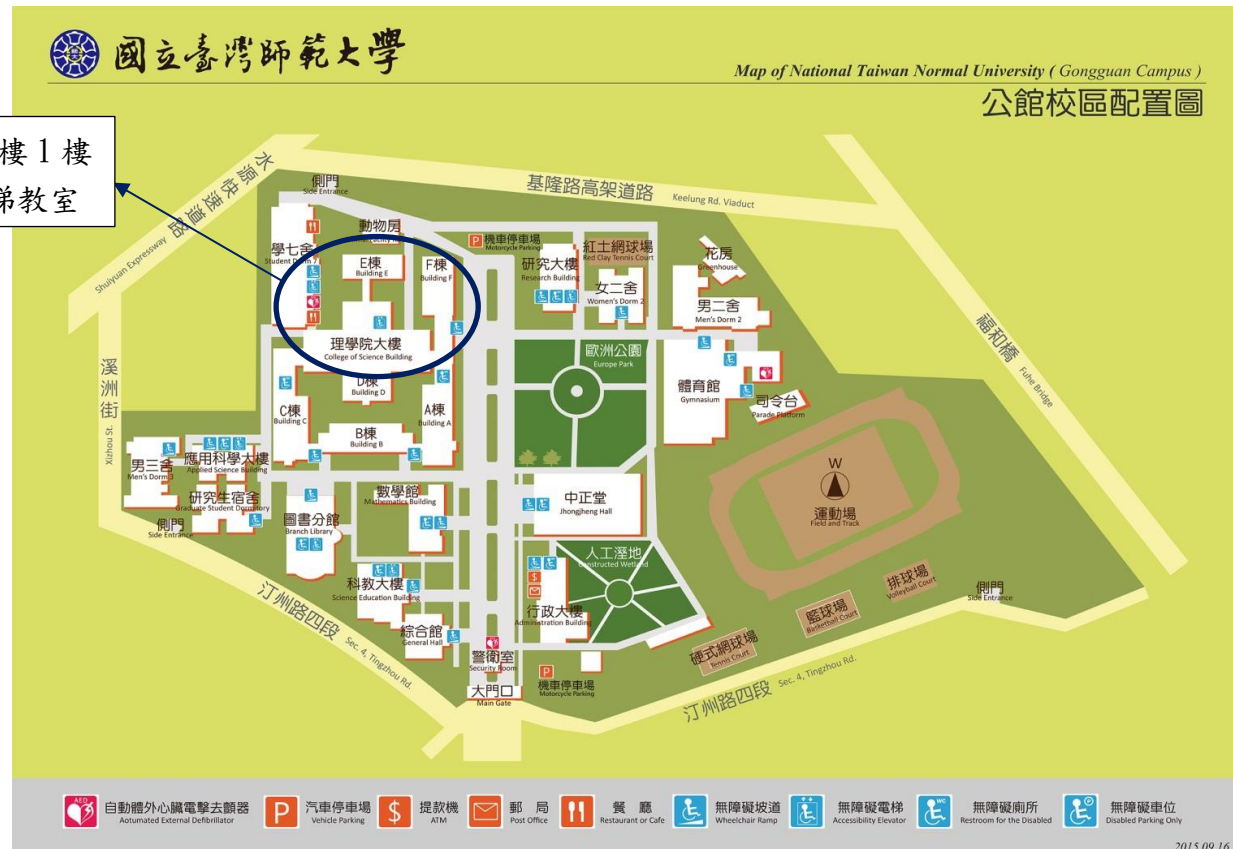 國立臺灣師範大學
Map of National Taiwan Normal University ( Gongguan Campus )
公館校區配置圖
樓 1 樓
梯教室
水源快速道路
Shuiyuan Expressway
側門
Side Entrance
基隆路高架道路
Keelung Rd. Viaduct
動物房
學七舍
Student Dorm 7
E棟
Building E
F棟
Building F
P
機車停車場
Motorcycle Parking
研究大樓
Research Building
紅土網球場
Red Clay Tennis Court
女二舍
Women's Dorm 2
花房
Greenhouse
男二舍
Men's Dorm 2
理學院大樓
College of Science Building
歐洲公園
Europe Park
體育館
Gymnasium
司令台
Parade Platform
福和橋
Fuhe Bridge
溪洲街
Xizhou St.
D棟
Building D
C棟
Building C
A棟
Building A
B棟
Building B
男三舍
Men's Dorm 3
應用科學大樓
Applied Science Building
研究生宿舍
Graduate Student Dormitory
側門
Side Entrance
圖書分館
Branch Library
數學館
Mathematics Building
中正堂
Jhongjheng Hall
W
運動場
Field and Track
人工溼地
Constructed Wetland
科教大樓
Science Education Building
綜合館
General Hall
$
行政大樓
Administration Building
排球場
Volleyball Court
籃球場
Basketball Court
側門
Side Entrance
硬式網球場
Tennis Court
警衛室
Security Room
大門口
Main Gate
P
機車停車場
Motorcycle Parking
汀州路四段
Sec. 4, Tingzhou Rd.
汀州路四段
Sec. 4, Tingzhou Rd.
AED
自動體外心臟電擊去顫器
Aotumated External Defibrillator
P
汽車停車場
Vehicle Parking
$
提款機
ATM
郵 局
Post Office
餐 廳
Restaurant or Cafe
無障礙坡道
Wheelchair Ramp
無障礙電梯
Accessibility Elevator
WC
無障礙廁所
Restroom for the Disabled
P
無障礙車位
Disabled Parking Only
2015.09.16